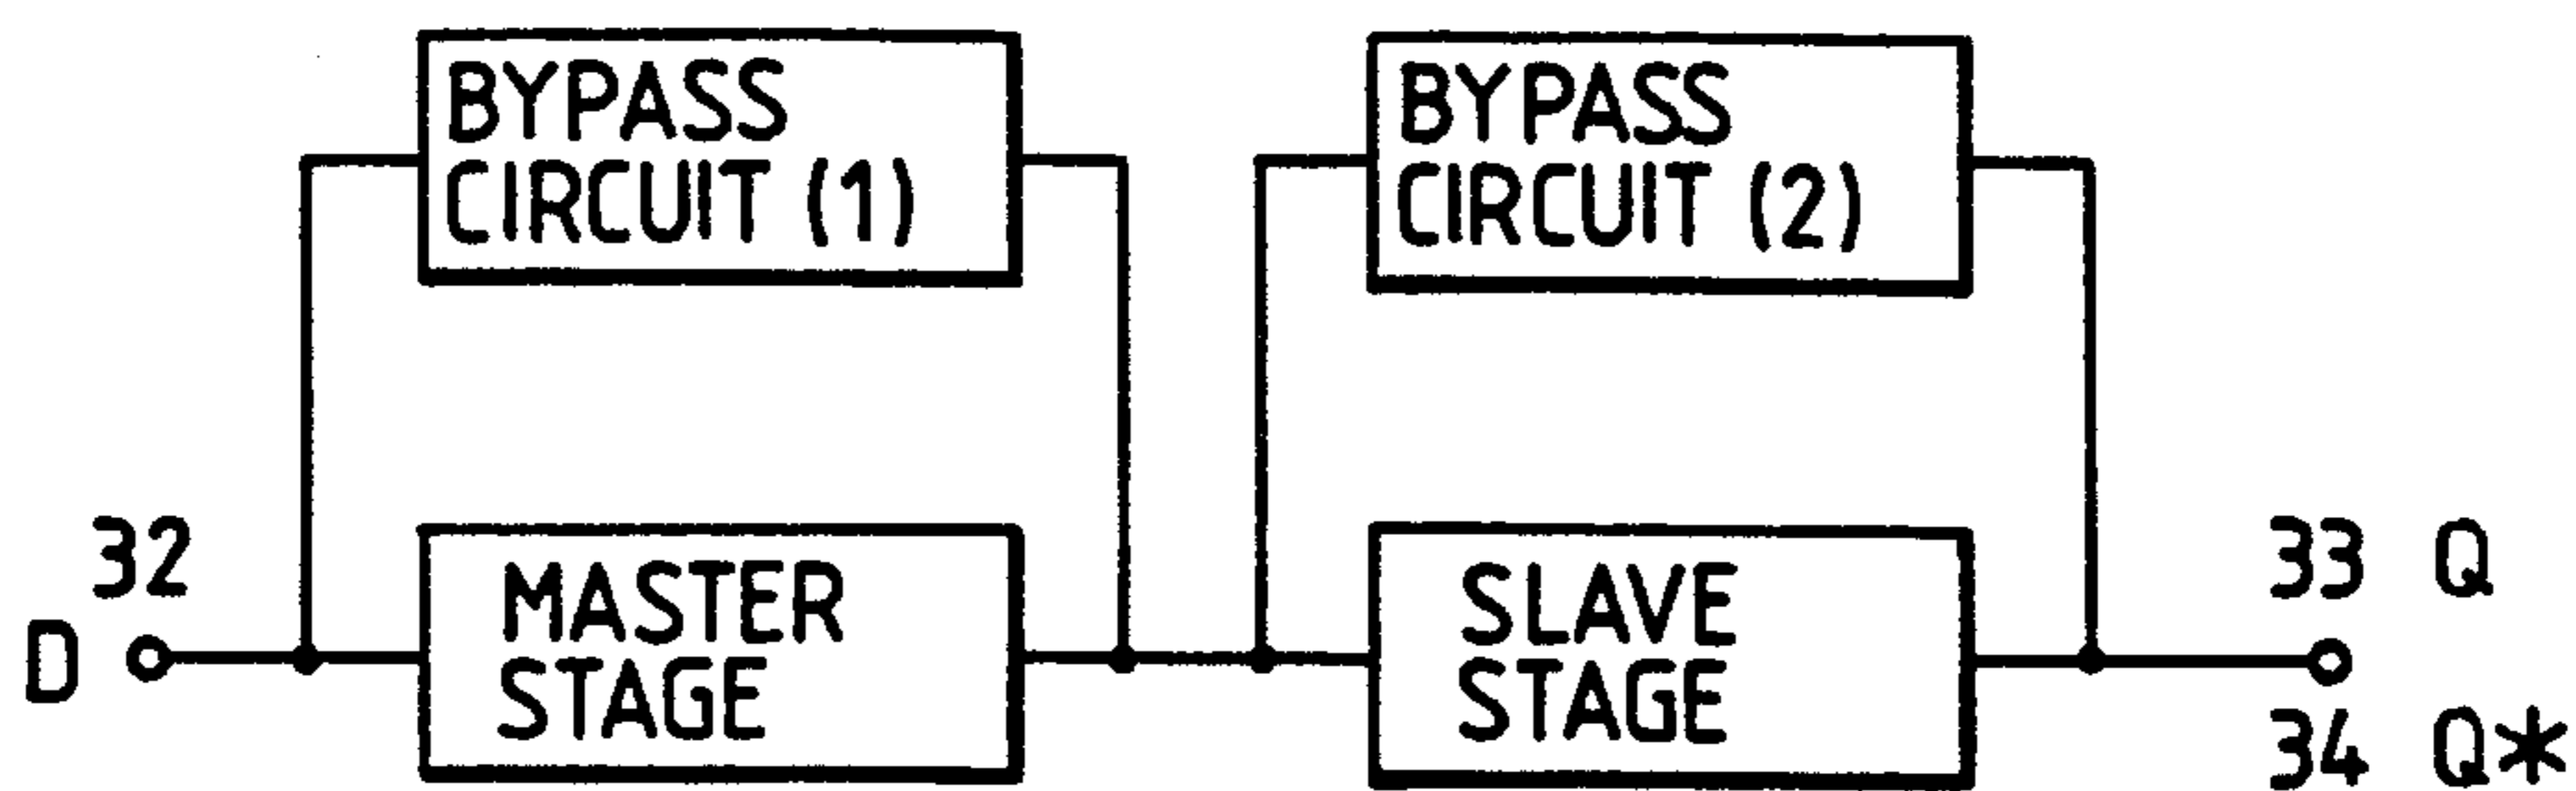 BYPASS
CIRCUIT (1)
BYPASS
CIRCUIT (2)
32
D
MASTER
STAGE
SLAVE
STAGE
33 Q
34 Q*